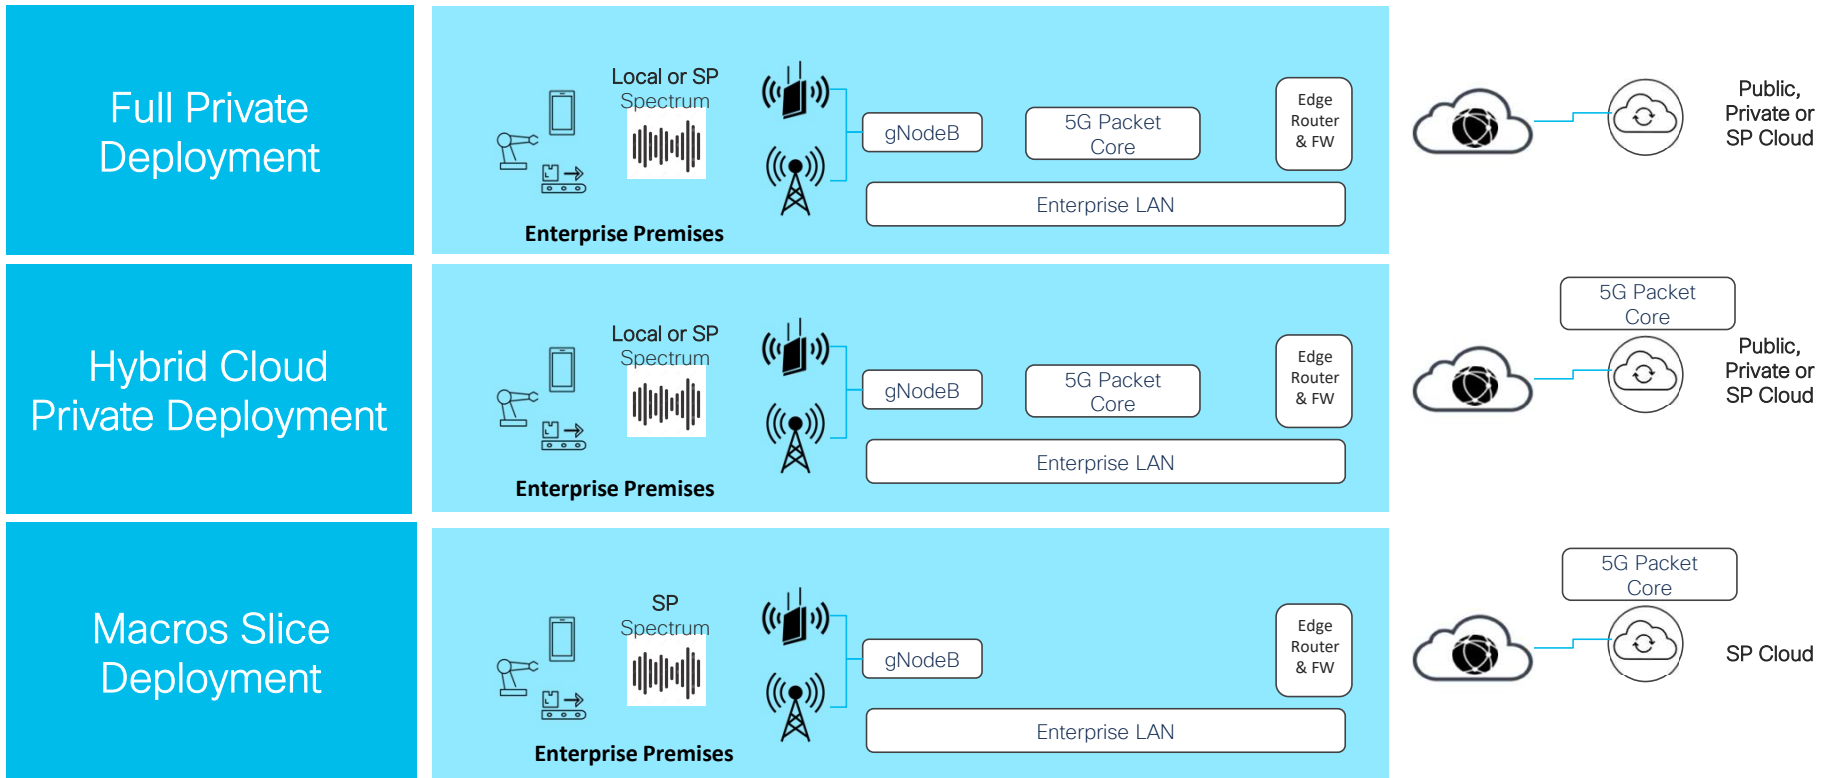 Full Private
Deployment
Local or SP
Spectrum
gNodeB
5G Packet
Core
Edge
Router
& FW
Enterprise LAN
Enterprise Premises
Public,
Private or
SP Cloud
Hybrid Cloud
Private Deployment
Local or SP
Spectrum
gNodeB
5G Packet
Core
Edge
Router
& FW
Enterprise LAN
Enterprise Premises
5G Packet
Core
Public,
Private or
SP Cloud
Macros Slice
Deployment
SP
Spectrum
gNodeB
Edge
Router
& FW
Enterprise LAN
Enterprise Premises
5G Packet
Core
SP Cloud